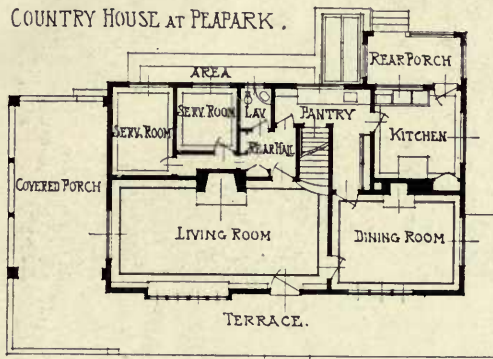 COUNTRY HOUSE AT PEAPARK.
REAR PORCH
AREA
SERV. ROOM
LAV.
PANTRY
SERV. ROOM
REAR HALL
KITCHEN
COVERED PORCH
LIVING ROOM
DINING ROOM
TERRACE.